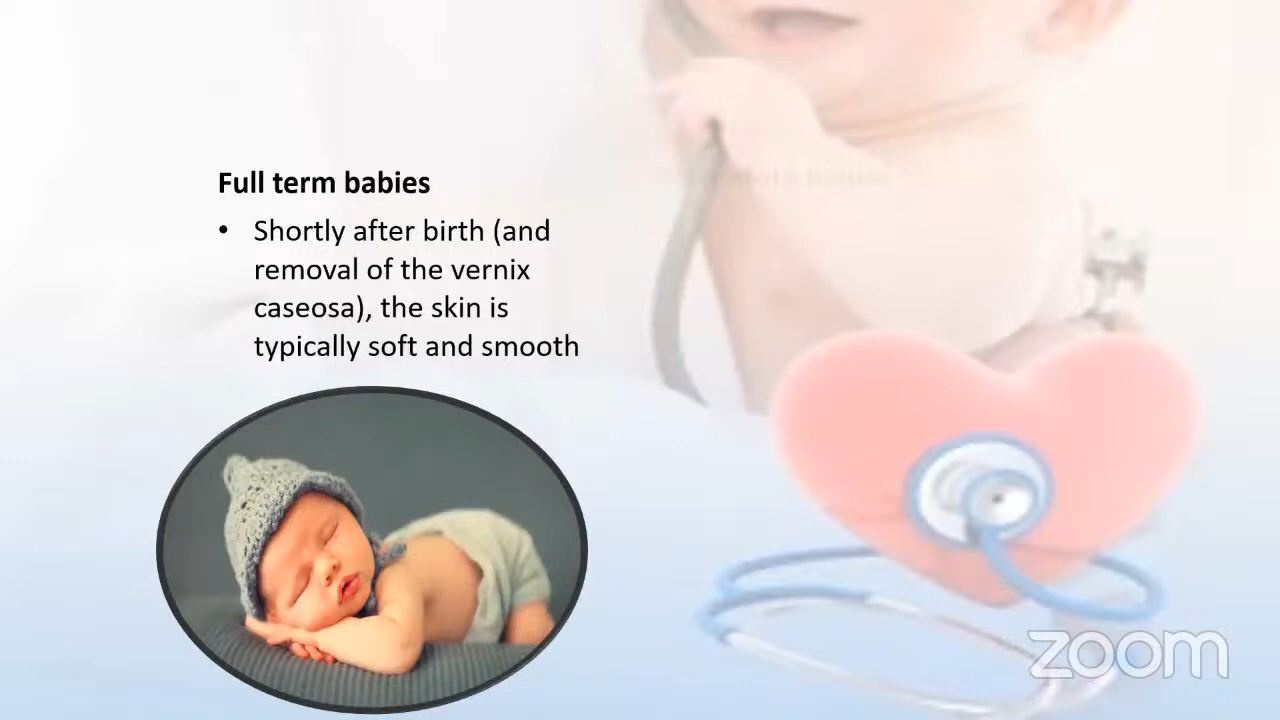 Full term babies
• Shortly after birth (and
removal of the vernix
caseosa), the skin is
typically soft and smooth
zoom